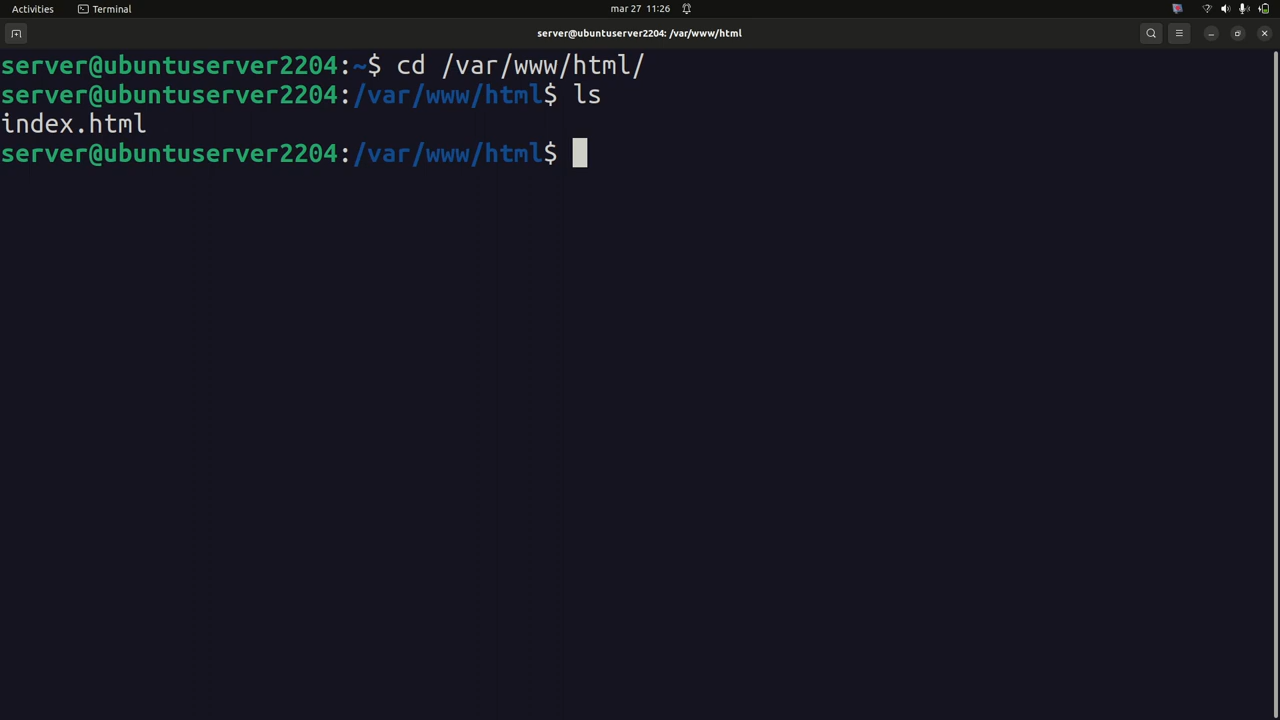 Activities
Terminal
mar 27 11:26
server@ubuntuserver2204: /var/www/html
server@ubuntuserver2204:~$ cd /var/www/html/
server@ubuntuserver2204:/var/www/html$ ls
index.html
server@ubuntuserver2204:/var/www/html$